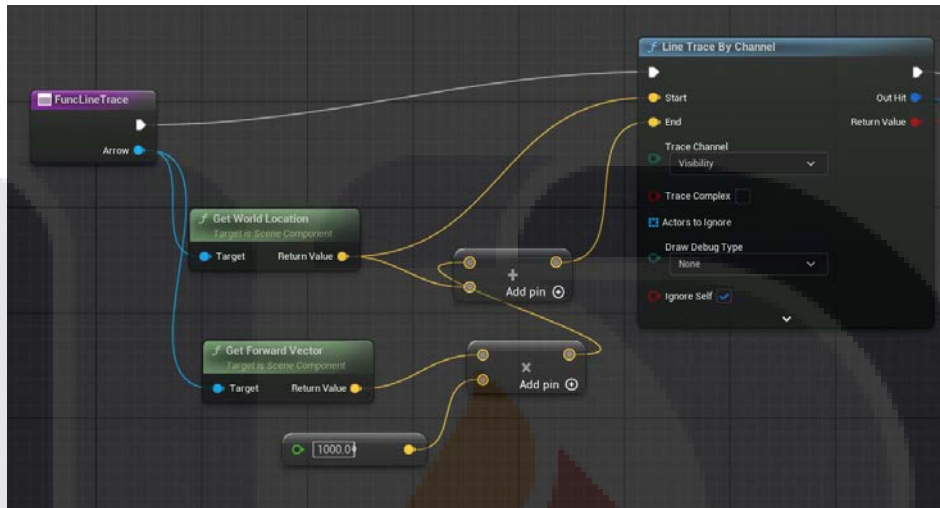 Line Trace By Channel
Start
Out Hit
End
Return Value
Trace Channel
Visibility
Trace Complex
Actors to Ignore
Draw Debug Type
None
Ignore Self
FuncLineTrace
Arrow
Get World Location
Target is Scene Component
Target
Return Value
+
Add pin
Get Forward Vector
Target is Scene Component
Target
Return Value
x
Add pin
1000.0